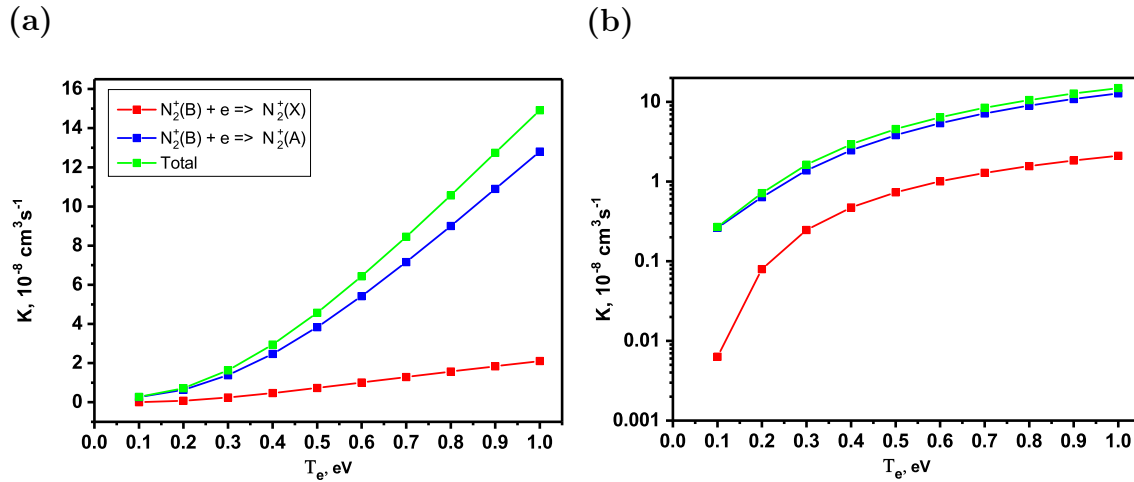 (a)
(b)
N₂⁺(B) + e => N₂⁺(X)
N₂⁺(B) + e => N₂⁺(A)
Total
K, 10⁻⁸ cm³s⁻¹
16
14
12
10
8
6
4
2
0
0.0 0.1 0.2 0.3 0.4 0.5 0.6 0.7 0.8 0.9 1.0
Tₑ, eV
K, 10⁻⁸ cm³s⁻¹
10
1
0.1
0.01
0.001
0.0 0.1 0.2 0.3 0.4 0.5 0.6 0.7 0.8 0.9 1.0
Tₑ, eV